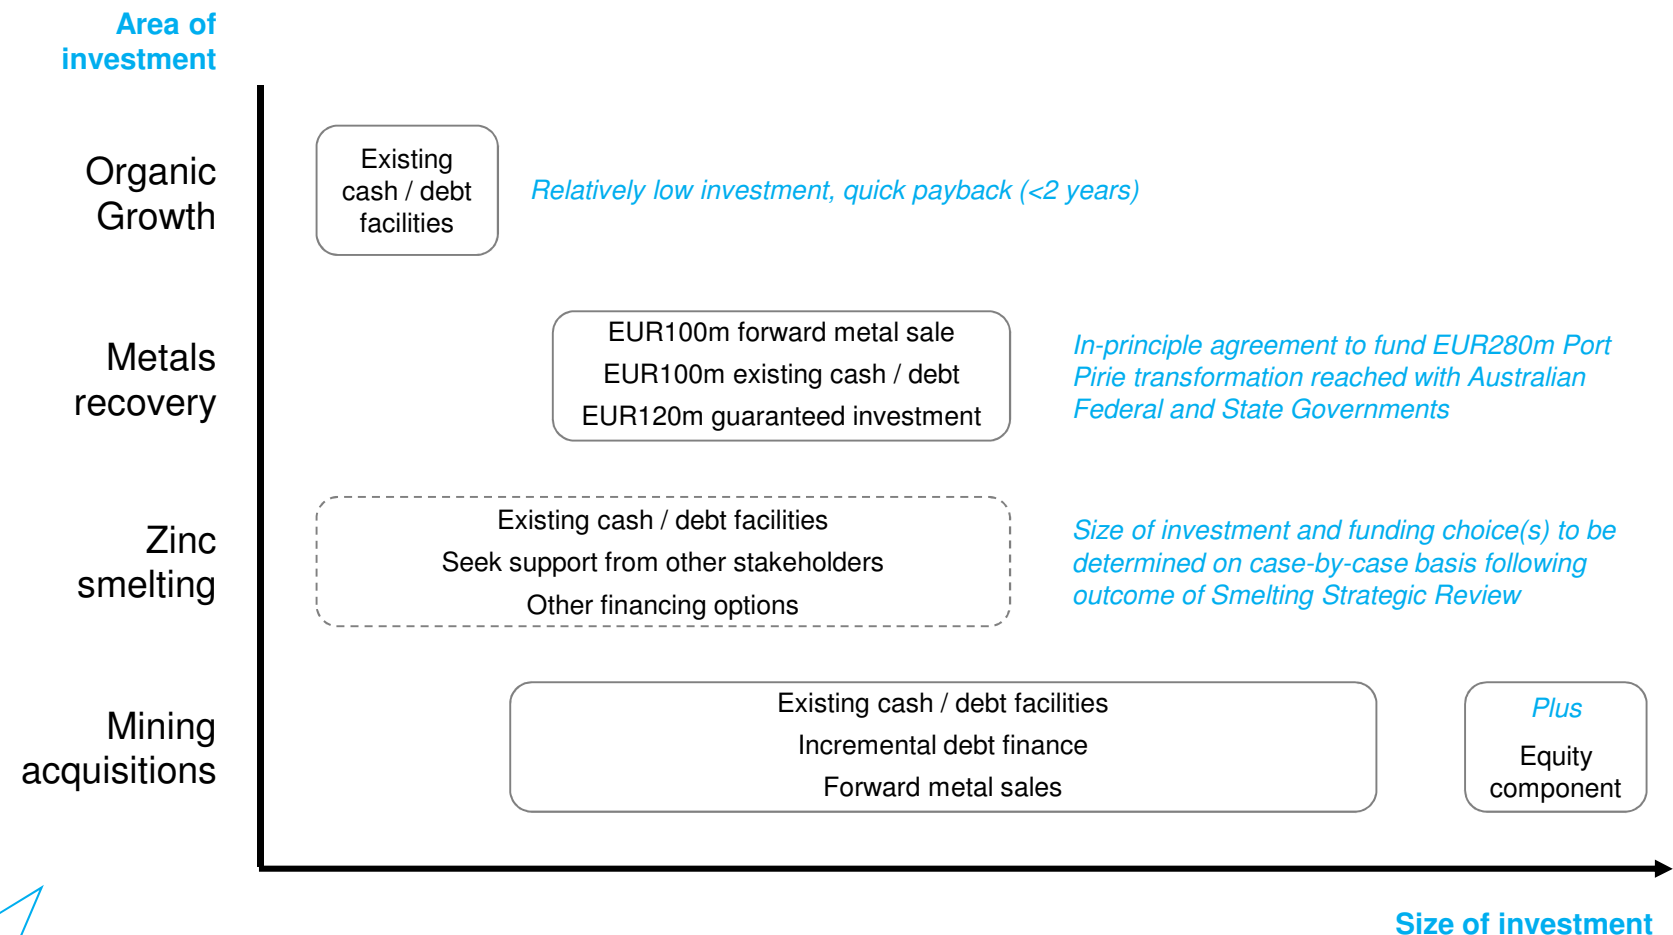 Area of
investment
Organic
Growth
Existing
cash / debt
facilities
Relatively low investment, quick payback (<2 years)
Metals
recovery
EUR100m forward metal sale
EUR100m existing cash / debt
EUR120m guaranteed investment
In-principle agreement to fund EUR280m Port
Pirie transformation reached with Australian
Federal and State Governments
Zinc
smelting
Existing cash / debt facilities
Seek support from other stakeholders
Other financing options
Size of investment and funding choice(s) to be
determined on case-by-case basis following
outcome of Smelting Strategic Review
Mining
acquisitions
Existing cash / debt facilities
Incremental debt finance
Forward metal sales
Plus
Equity
component
Size of investment